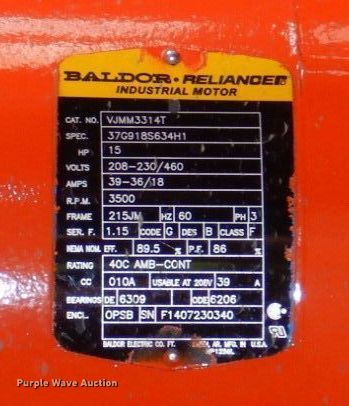 BALDOR · RELIANCE
INDUSTRIAL MOTOR
CAT. NO. VJMM3314T
SPEC. 37G918S634H1
HP 15
VOLTS 208-230/460
AMPS 39-36/18
R.P.M. 3500
FRAME 215JM HZ 60 PH 3
SER. F. 1.15 CODE G DES B CLASS F
NEMA NOM. EFF. 89.5 % P.F. 86 %
RATING 40C AMB-CONT
CC 010A USABLE AT 208V 39 A
BEARINGS DE 6309 ODE 6206
ENCL. OPSB SN F1407230340
BALDOR ELECTRIC CO. FT. AR. MFG. IN U.S.A.
Purple Wave Auction